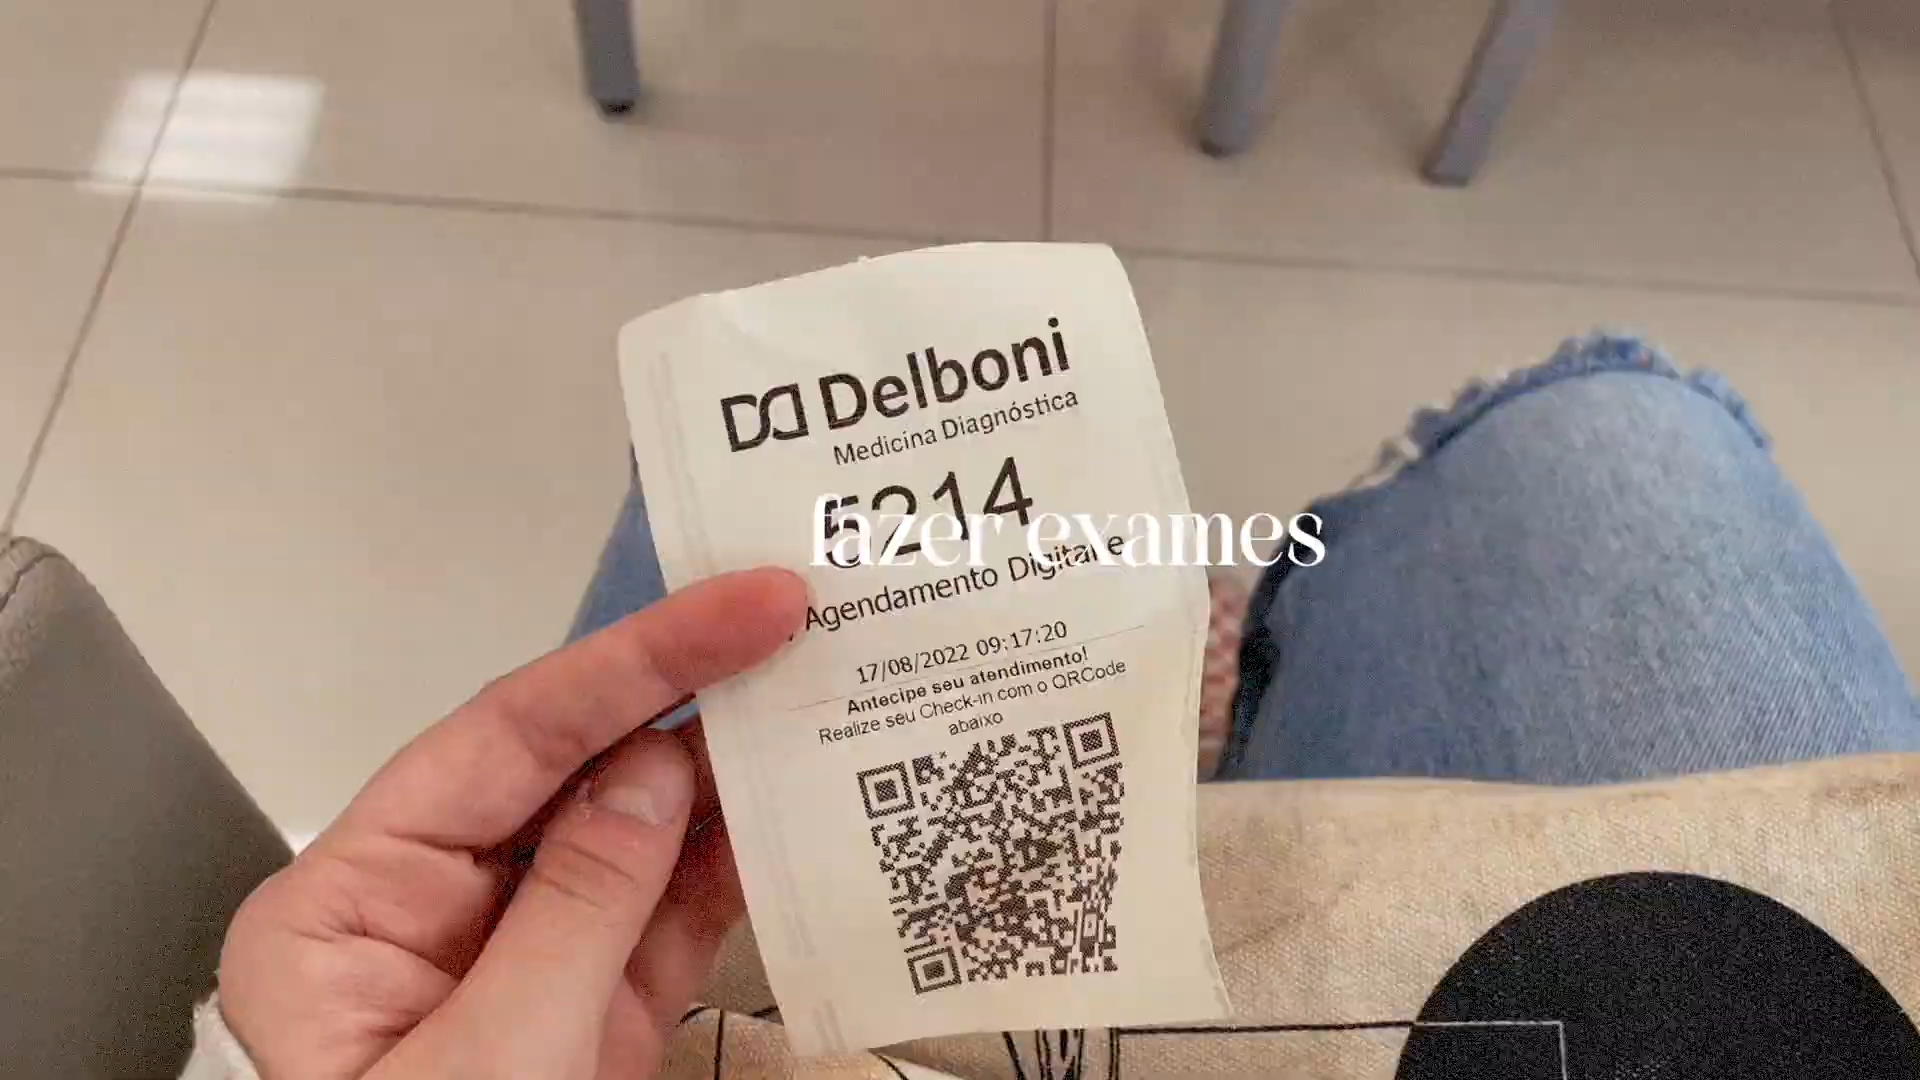 Delboni
Medicina Diagnóstica
5214
fazer exames
Agendamento Digital e
17/08/2022 09:17:20
Antecipe seu atendimento!
Realize seu Check-in com o QRCode
abaixo